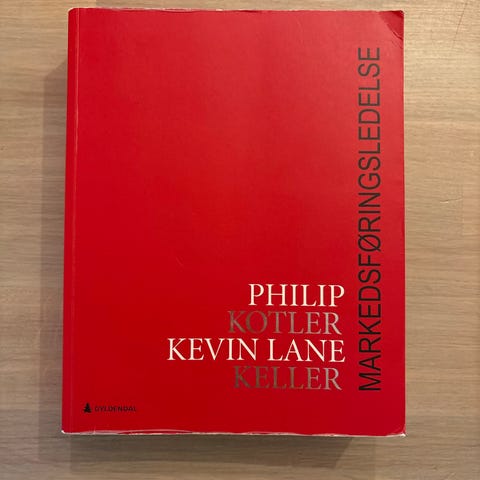 MARKEDSFØRINGSLEDELSE
PHILIP
KOTLER
KEVIN LANE
KELLER
GYLDENDAL